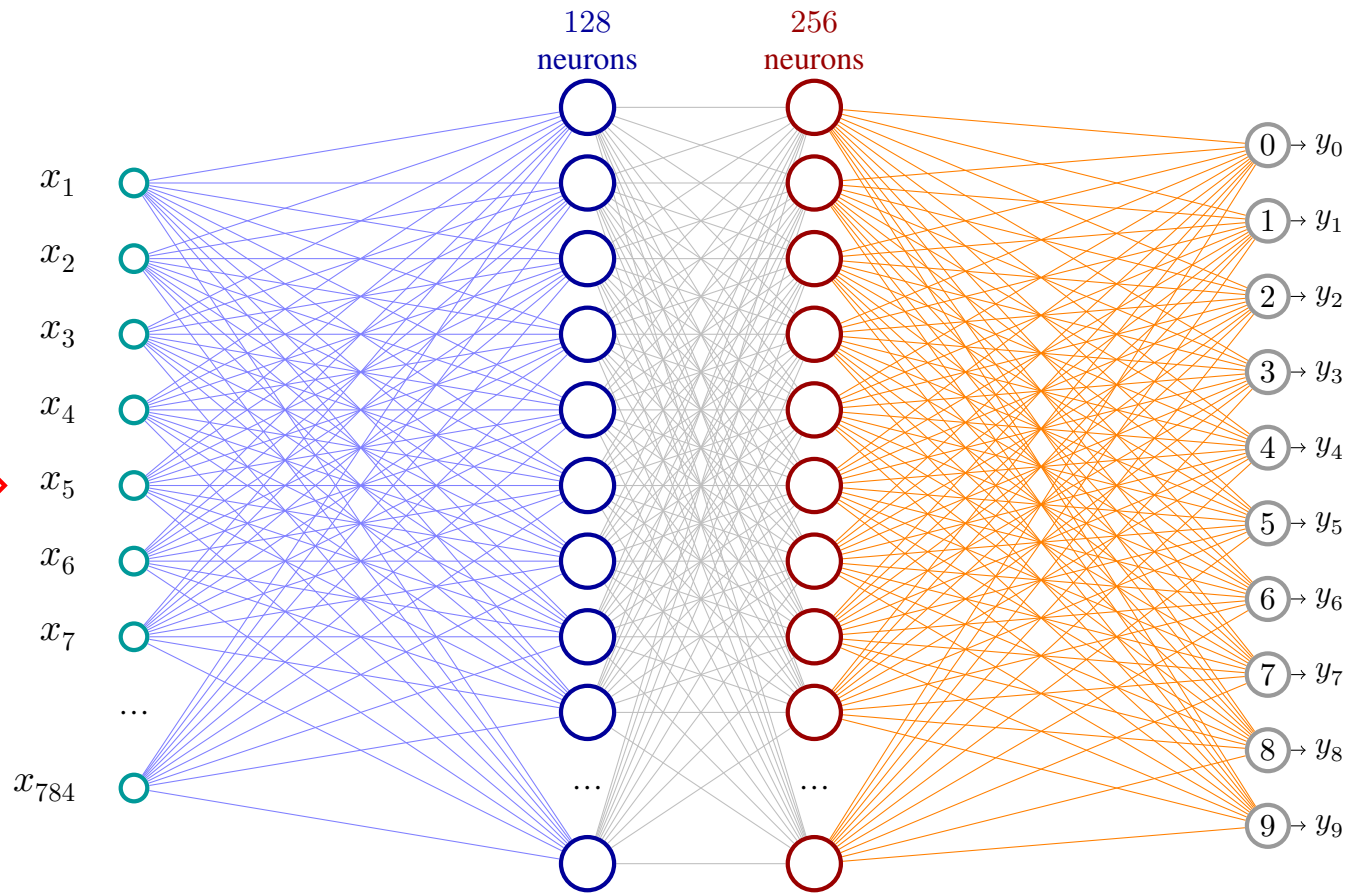 128
neurons
256
neurons
x₁
x₂
x₃
x₄
x₅
x₆
x₇
...
x₇₈₄
...
...
0 → y₀
1 → y₁
2 → y₂
3 → y₃
4 → y₄
5 → y₅
6 → y₆
7 → y₇
8 → y₈
9 → y₉